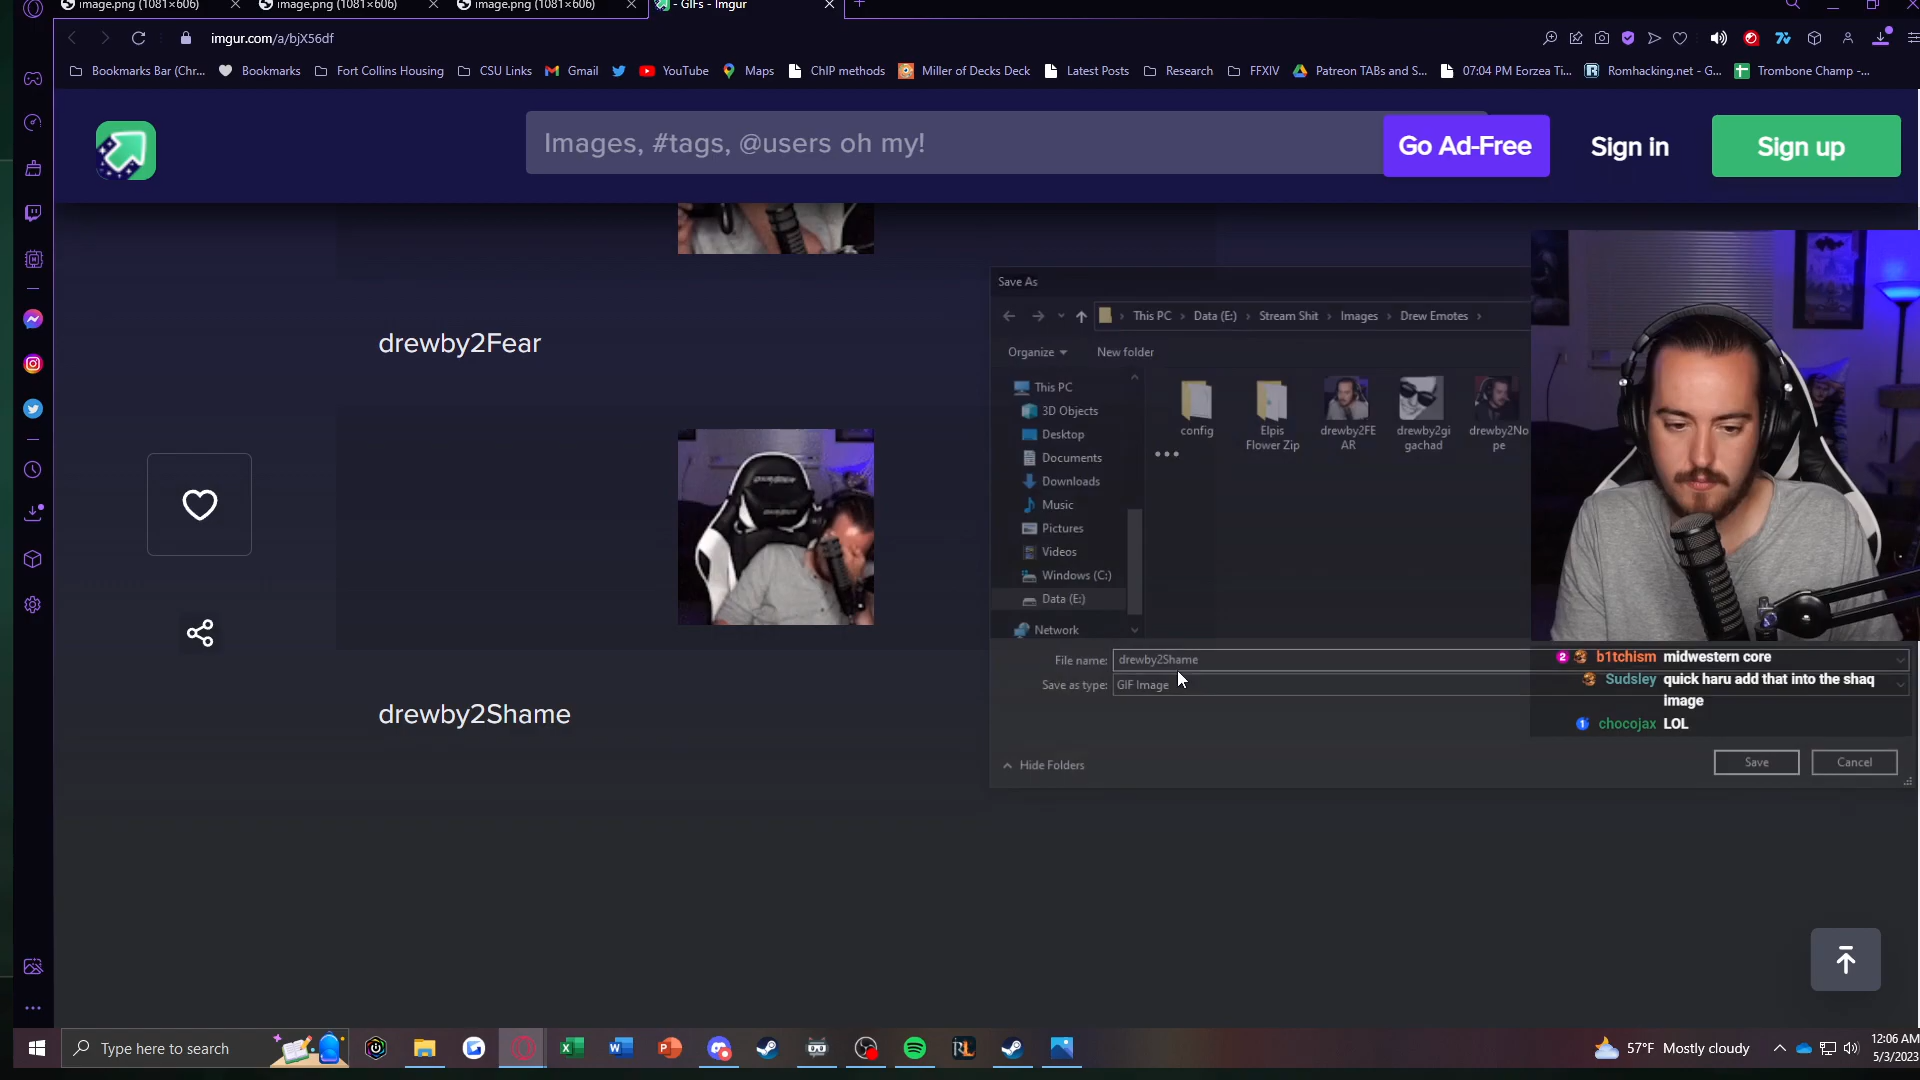 image.png (1081×606)
image.png (1081×606)
image.png (1081×606)
- GIFs - Imgur
imgur.com/a/bjX56df
Bookmarks Bar (Chr...
Bookmarks
Fort Collins Housing
CSU Links
Gmail
YouTube
Maps
ChIP methods
Miller of Decks Deck
Latest Posts
Research
FFXIV
Patreon TABs and S...
07:04 PM Eorzea Ti...
Romhacking.net - G...
Trombone Champ -...
Images, #tags, @users oh my!
Go Ad-Free
Sign in
Sign up
drewby2Fear
drewby2Shame
Save As
This PC
Data (E:)
Stream Shit
Images
Drew Emotes
Organize
New folder
This PC
3D Objects
Desktop
Documents
Downloads
Music
Pictures
Videos
Windows (C:)
Data (E:)
Network
config
Elpis
Flower Zip
drewby2FE
AR
drewby2gi
gachad
drewby2No
pe
File name: drewby2Shame
Save as type: GIF Image
Hide Folders
Save
Cancel
2 b1tchism midwestern core
Sudsley quick haru add that into the shaq
image
1 chocojax LOL
Type here to search
57°F Mostly cloudy
12:06 AM
5/3/2023